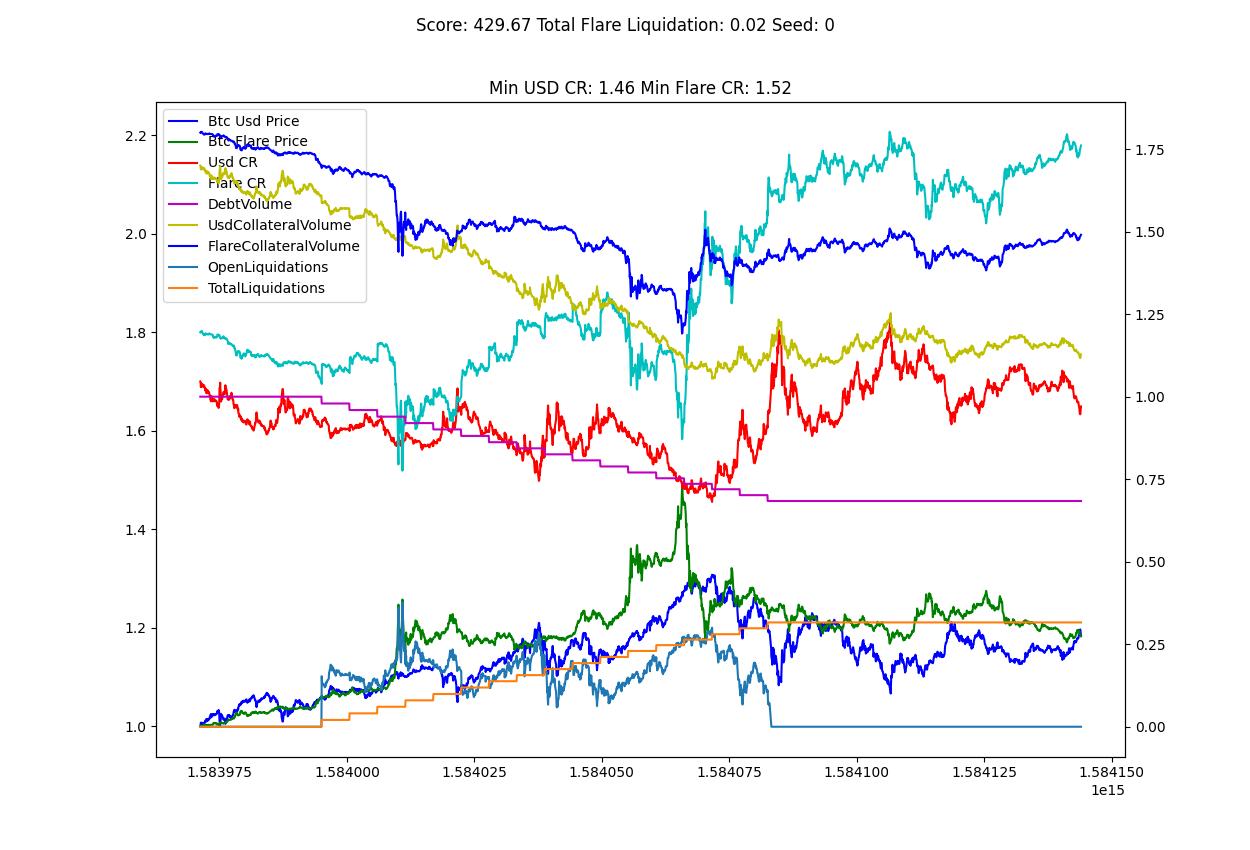 Score: 429.67 Total Flare Liquidation: 0.02 Seed: 0
Min USD CR: 1.46 Min Flare CR: 1.52
Btc Usd Price
Btc Flare Price
Usd CR
Flare CR
DebtVolume
UsdCollateralVolume
FlareCollateralVolume
OpenLiquidations
TotalLiquidations
2.2
2.0
1.8
1.6
1.4
1.2
1.0
1.75
1.50
1.25
1.00
0.75
0.50
0.25
0.00
1.583975 1.584000 1.584025 1.584050 1.584075 1.584100 1.584125 1.584150
1e15